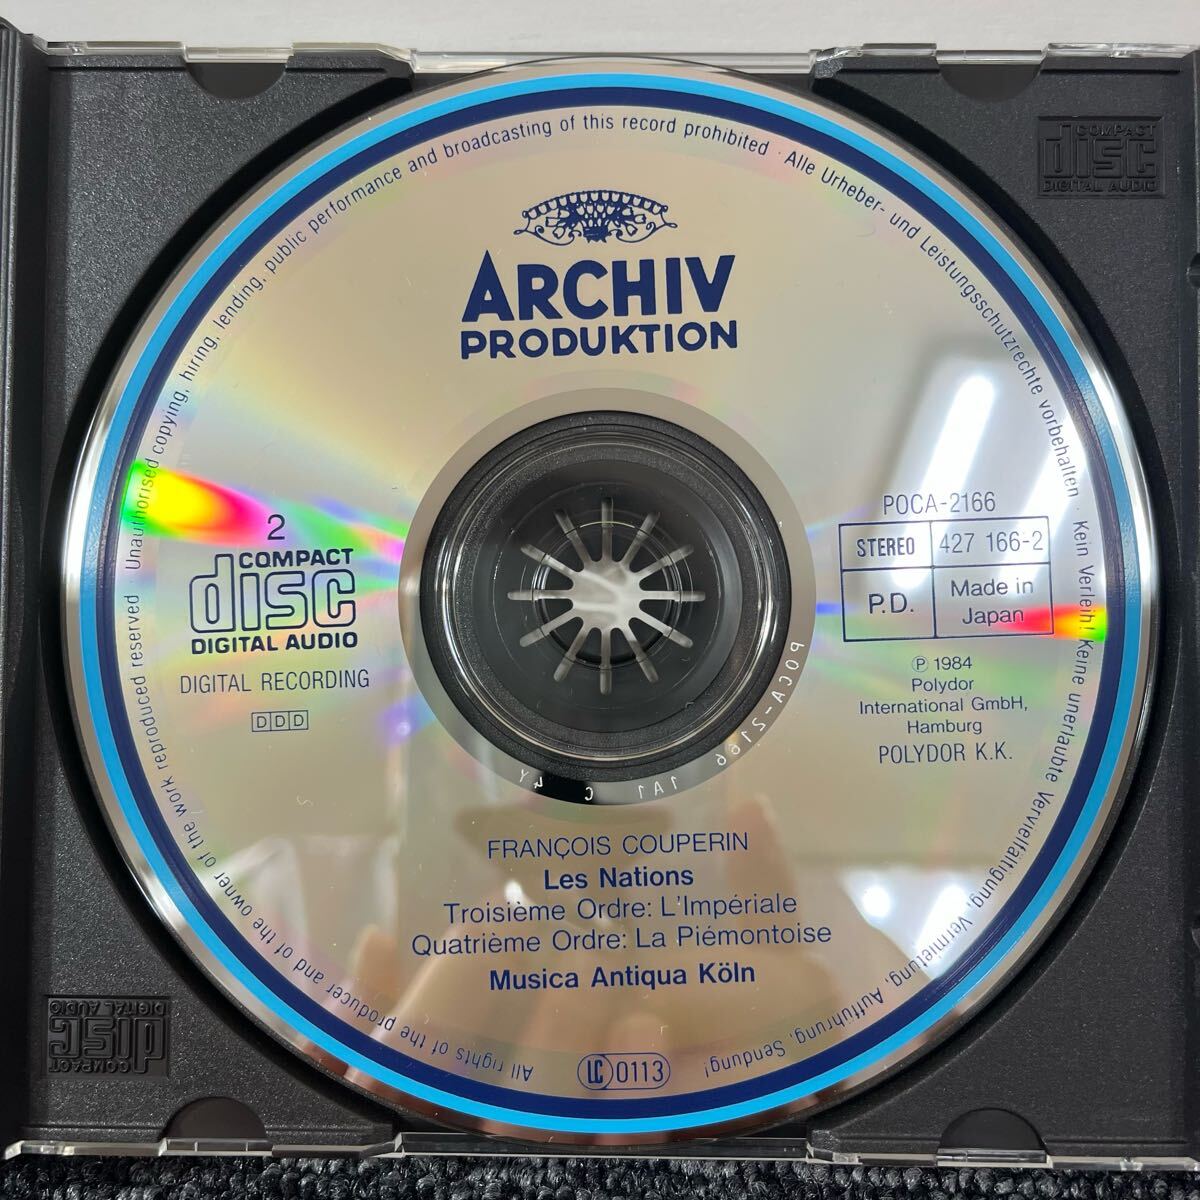 ARCHIV
PRODUKTION
2
COMPACT
disc
DIGITAL AUDIO
DIGITAL RECORDING
DDD
POCA-2166
STEREO
427 166-2
P.D.
Made in
Japan
℗ 1984
Polydor
International GmbH,
Hamburg
POLYDOR K.K.
POCA-2166 1A1 C 4Y
FRANÇOIS COUPERIN
Les Nations
Troisième Ordre: L'Impériale
Quatrième Ordre: La Piémontoise
Musica Antiqua Köln
LC 0113
All rights of the producer and of the owner of the work reproduced reserved · Unauthorised copying, hiring, lending, public performance and broadcasting of this record prohibited · Alle Urheber- und Leistungsschutzrechte vorbehalten · Kein Verleih! Keine unerlaubte Vervielfältigung, Vermietung, Aufführung, Sendung!
COMPACT
disc
DIGITAL AUDIO
COMPACT
disc
DIGITAL AUDIO